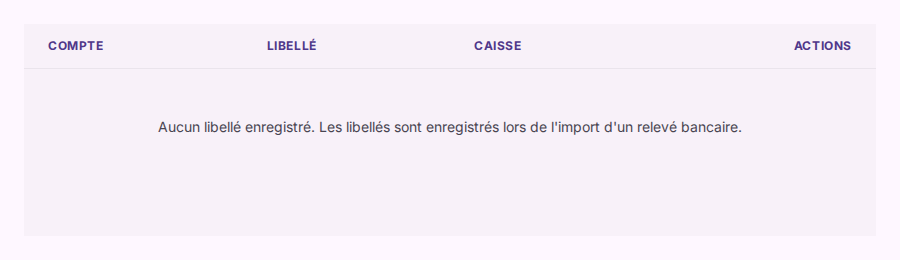 COMPTE LIBELLÉ CAISSE ACTIONS
Aucun libellé enregistré. Les libellés sont enregistrés lors de l'import d'un relevé bancaire.